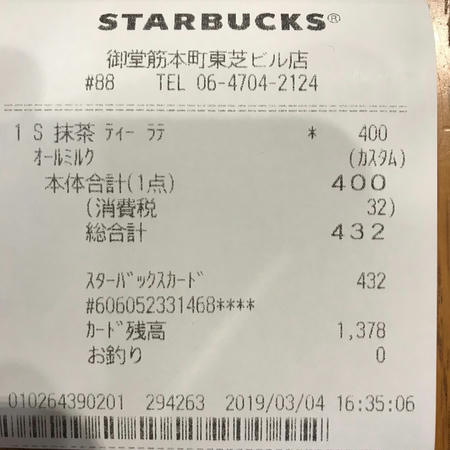 STARBUCKS®
御堂筋本町東芝ビル店
#88 TEL 06-4704-2124
1 S 抹茶 ティー ラテ * 400
オールミルク (カスタム)
本体合計(1点) 400
(消費税 32)
総合計 432
スターバックスカード 432
#606052331468****
カード残高 1,378
お釣り 0
010264390201 294263 2019/03/04 16:35:06